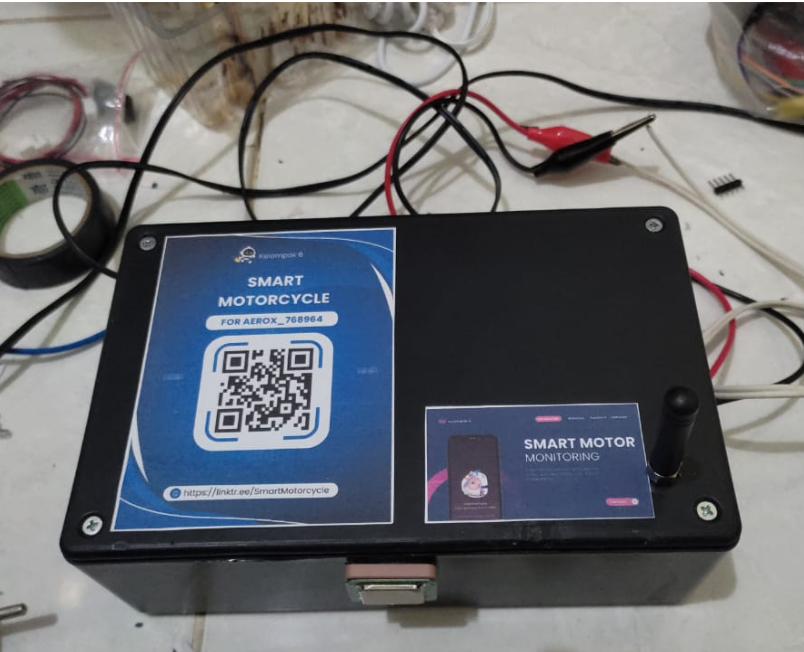 Kelompok 6
SMART
MOTORCYCLE
FOR AEROX_768964
https://linktr.ee/SmartMotorcycle
SMART MOTOR
MONITORING